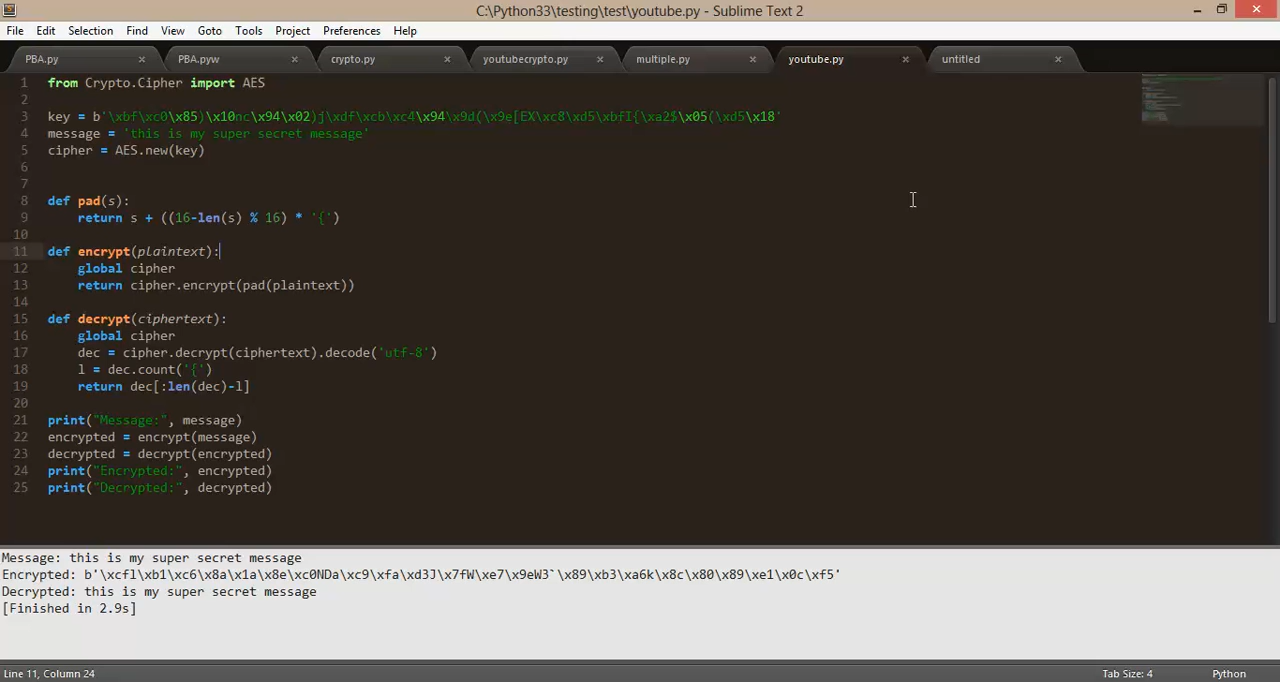 C:\Python33\testing\test\youtube.py - Sublime Text 2
File Edit Selection Find View Goto Tools Project Preferences Help
PBA.py PBA.pyw crypto.py youtubecrypto.py multiple.py youtube.py untitled
1 from Crypto.Cipher import AES
2
3 key = b'\xbf\xc0\x85)\x10nc\x94\x02)j\xdf\xcb\xc4\x94\x9d(\x9e[EX\xc8\xd5\xbfI{\xa2$\x05(\xd5\x18'
4 message = 'this is my super secret message'
5 cipher = AES.new(key)
6
7
8 def pad(s):
9 return s + ((16-len(s) % 16) * '{')
10
11 def encrypt(plaintext):
12 global cipher
13 return cipher.encrypt(pad(plaintext))
14
15 def decrypt(ciphertext):
16 global cipher
17 dec = cipher.decrypt(ciphertext).decode('utf-8')
18 l = dec.count('{')
19 return dec[:len(dec)-l]
20
21 print("Message:", message)
22 encrypted = encrypt(message)
23 decrypted = decrypt(encrypted)
24 print("Encrypted:", encrypted)
25 print("Decrypted:", decrypted)
Message: this is my super secret message
Encrypted: b'\xcfl\xb1\xc6\x8a\x1a\x8e\xc0NDa\xc9\xfa\xd3J\x7fW\xe7\x9eW3`\x89\xb3\xa6k\x8c\x80\x89\xe1\x0c\xf5'
Decrypted: this is my super secret message
[Finished in 2.9s]
Line 11, Column 24 Tab Size: 4 Python